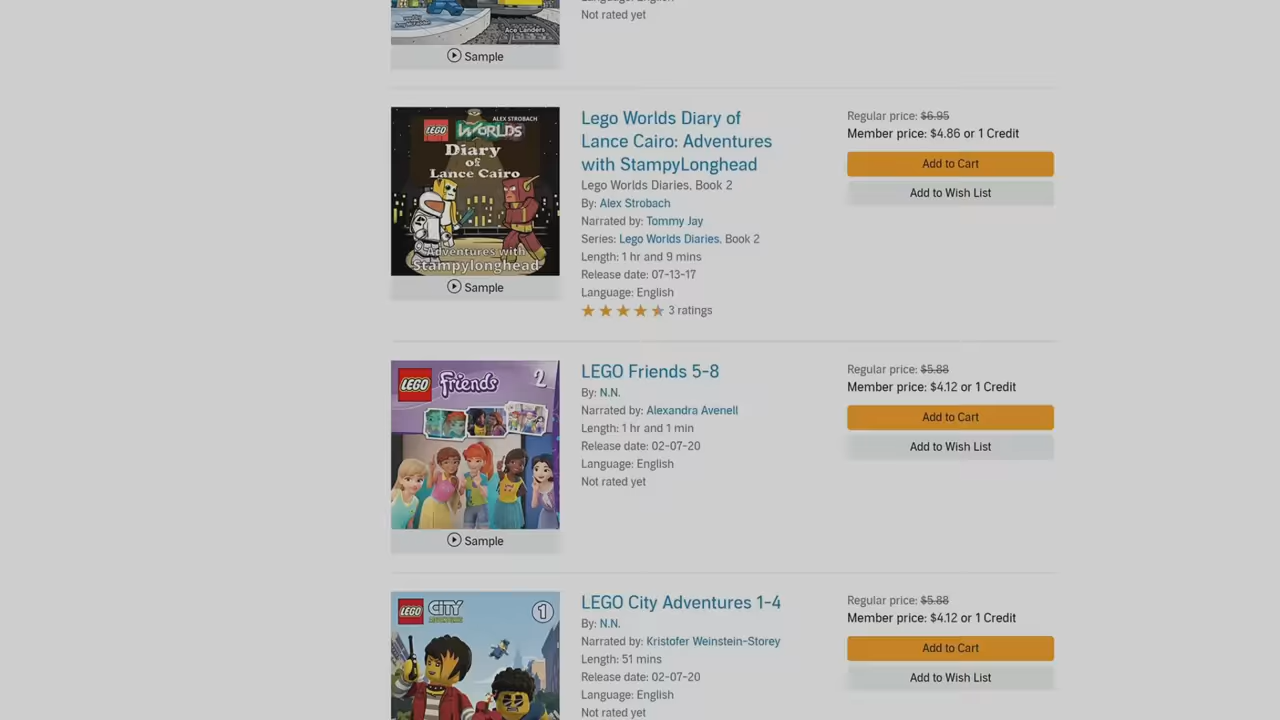 Not rated yet
Ace Landers
Sample
ALEX STROBACH
LEGO WORLDS
Diary
of
Lance Cairo
Adventures with
Stampylonghead
Sample
Lego Worlds Diary of
Lance Cairo: Adventures
with StampyLonghead
Lego Worlds Diaries, Book 2
By: Alex Strobach
Narrated by: Tommy Jay
Series: Lego Worlds Diaries, Book 2
Length: 1 hr and 9 mins
Release date: 07-13-17
Language: English
3 ratings
Regular price: $6.95
Member price: $4.86 or 1 Credit
Add to Cart
Add to Wish List
LEGO friends 2
Sample
LEGO Friends 5-8
By: N.N.
Narrated by: Alexandra Avenell
Length: 1 hr and 1 min
Release date: 02-07-20
Language: English
Not rated yet
Regular price: $5.88
Member price: $4.12 or 1 Credit
Add to Cart
Add to Wish List
LEGO CITY 1
LEGO City Adventures 1-4
By: N.N.
Narrated by: Kristofer Weinstein-Storey
Length: 51 mins
Release date: 02-07-20
Language: English
Not rated yet
Regular price: $5.88
Member price: $4.12 or 1 Credit
Add to Cart
Add to Wish List